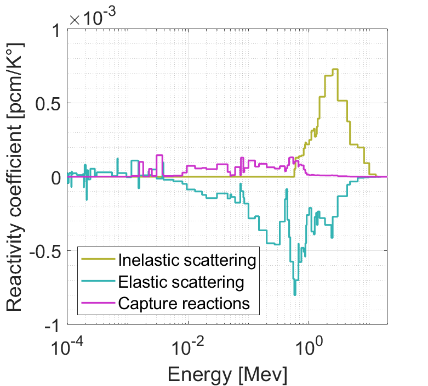 ×10⁻³
1
0.5
0
-0.5
-1
Reactivity coefficient [pcm/K°]
Inelastic scattering
Elastic scattering
Capture reactions
10⁻⁴
10⁻²
10⁰
Energy [Mev]